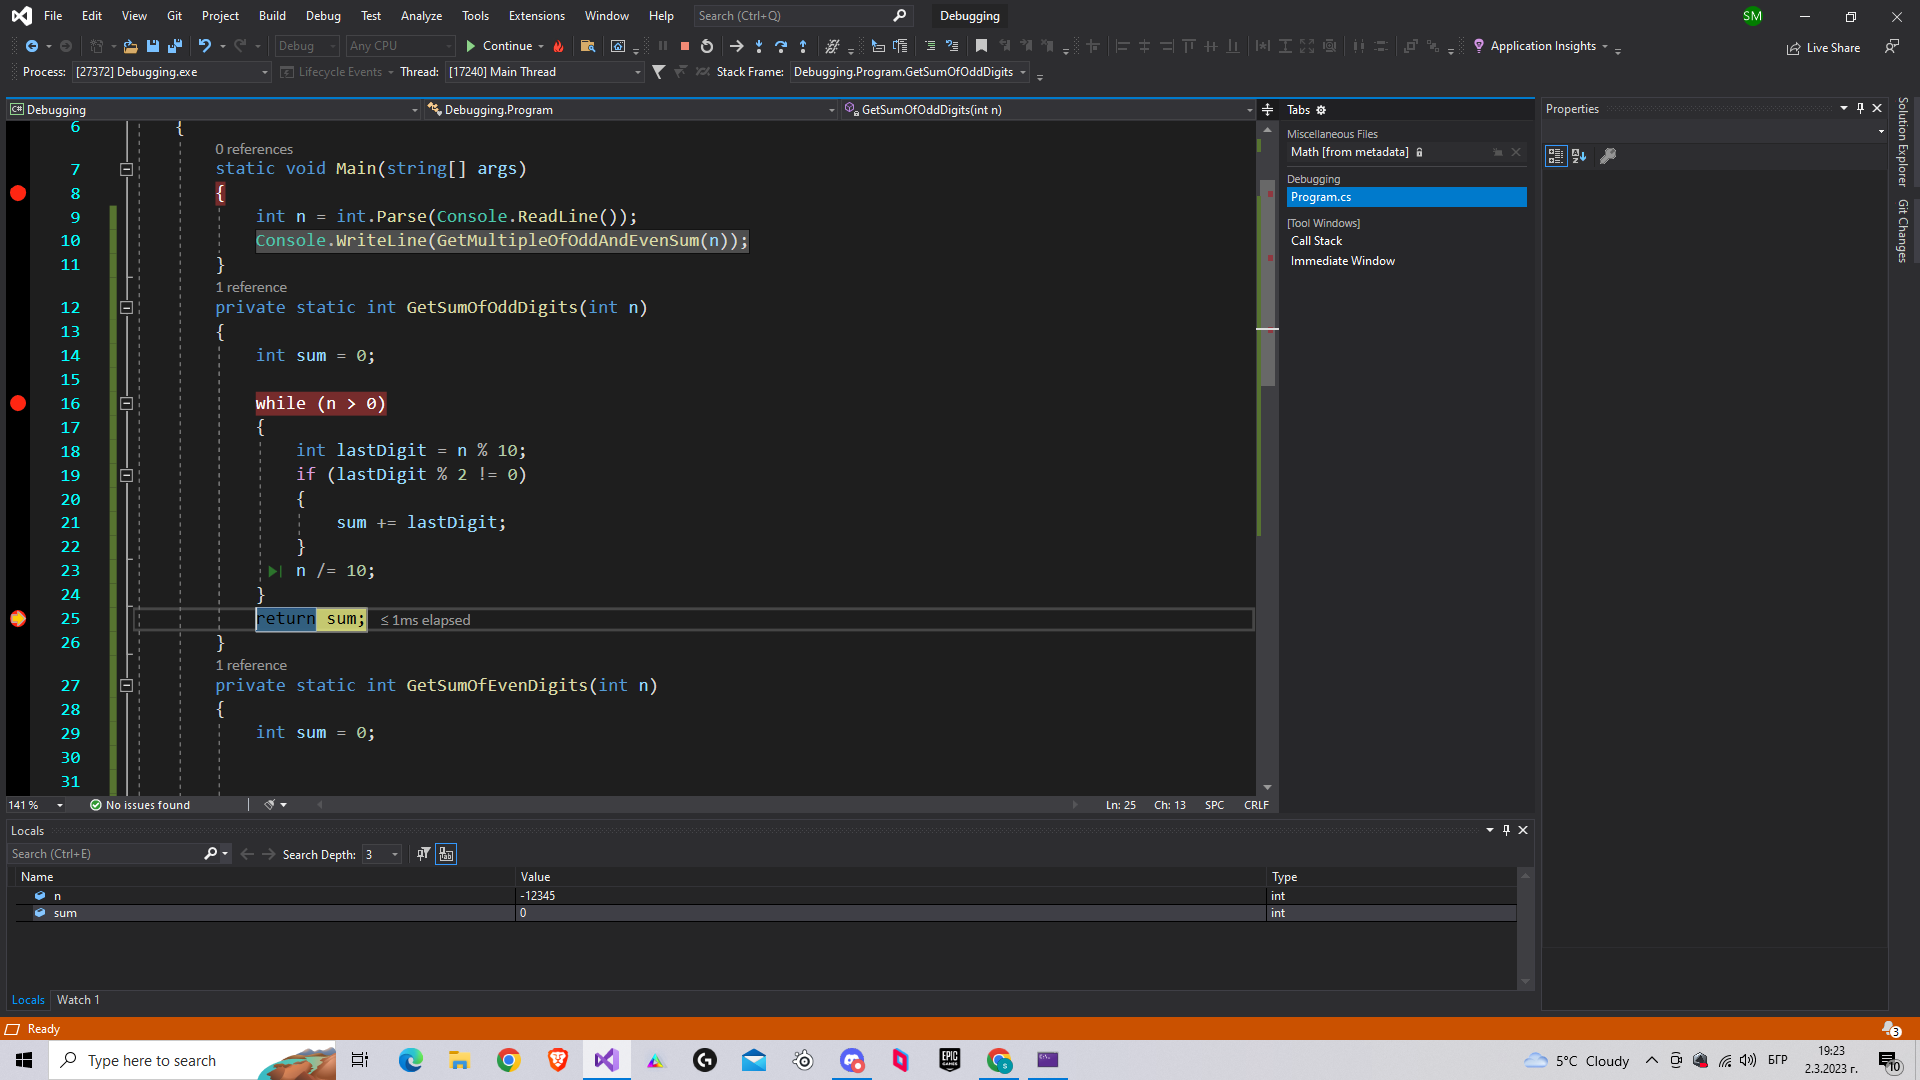 File Edit View Git Project Build Debug Test Analyze Tools Extensions Window Help Search (Ctrl+Q) Debugging SM
Debug Any CPU Continue Application Insights Live Share
Process: [27372] Debugging.exe Lifecycle Events Thread: [17240] Main Thread Stack Frame: Debugging.Program.GetSumOfOddDigits
C# Debugging Debugging.Program GetSumOfOddDigits(int n)
6 {
0 references
7 static void Main(string[] args)
8 {
9 int n = int.Parse(Console.ReadLine());
10 Console.WriteLine(GetMultipleOfOddAndEvenSum(n));
11 }
1 reference
12 private static int GetSumOfOddDigits(int n)
13 {
14 int sum = 0;
15
16 while (n > 0)
17 {
18 int lastDigit = n % 10;
19 if (lastDigit % 2 != 0)
20 {
21 sum += lastDigit;
22 }
23 n /= 10;
24 }
25 return sum; ≤ 1ms elapsed
26 }
1 reference
27 private static int GetSumOfEvenDigits(int n)
28 {
29 int sum = 0;
30
31
141 % No issues found Ln: 25 Ch: 13 SPC CRLF
Tabs
Miscellaneous Files
Math [from metadata]
Debugging
Program.cs
[Tool Windows]
Call Stack
Immediate Window
Properties
Solution Explorer
Git Changes
Locals
Search (Ctrl+E) Search Depth: 3
Name Value Type
n -12345 int
sum 0 int
Locals Watch 1
Ready 3
Type here to search EPIC GAMES 5°C Cloudy БГР 19:23
2.3.2023 г. 10